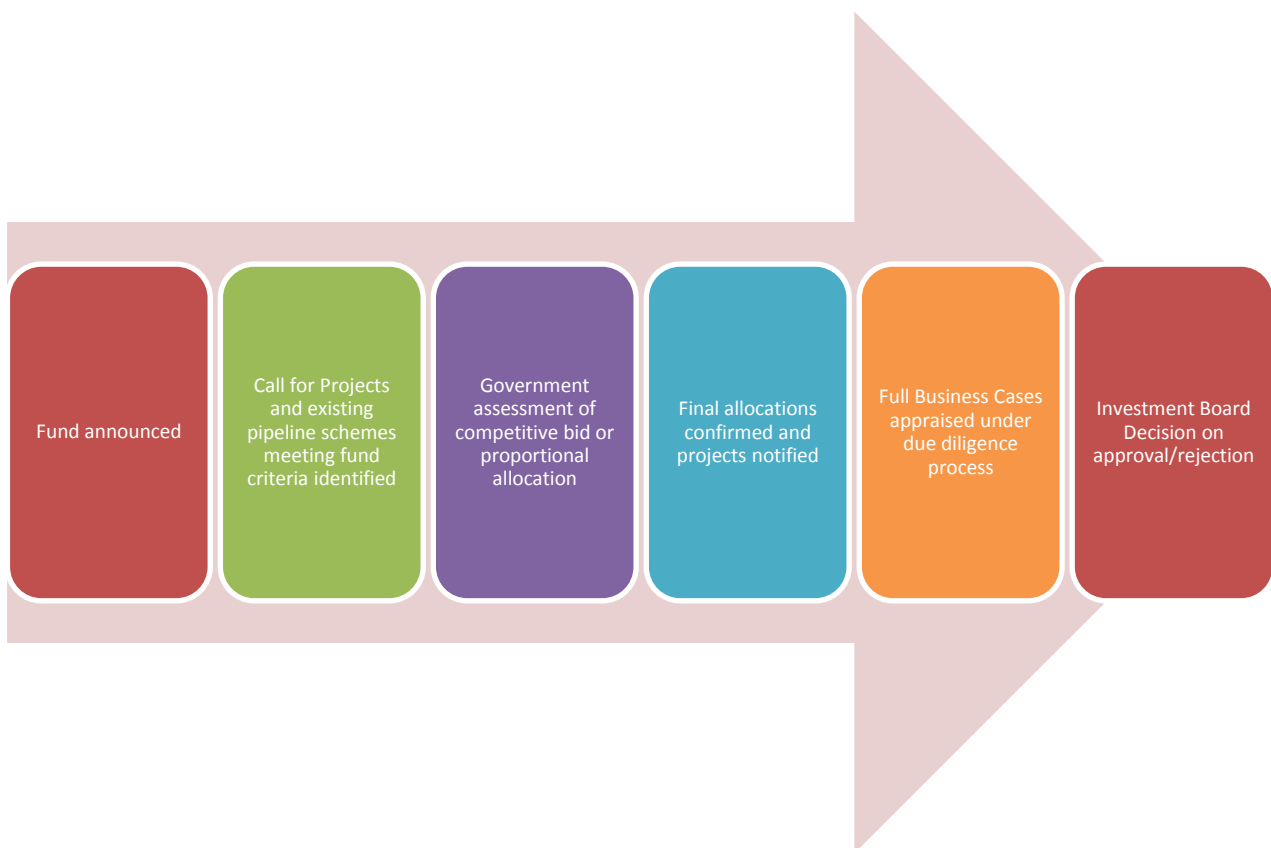 Fund announced
Call for Projects
and existing
pipeline schemes
meeting fund
criteria identified
Government
assessment of
competitive bid or
proportional
allocation
Final allocations
confirmed and
projects notified
Full Business Cases
appraised under
due diligence
process
Investment Board
Decision on
approval/rejection